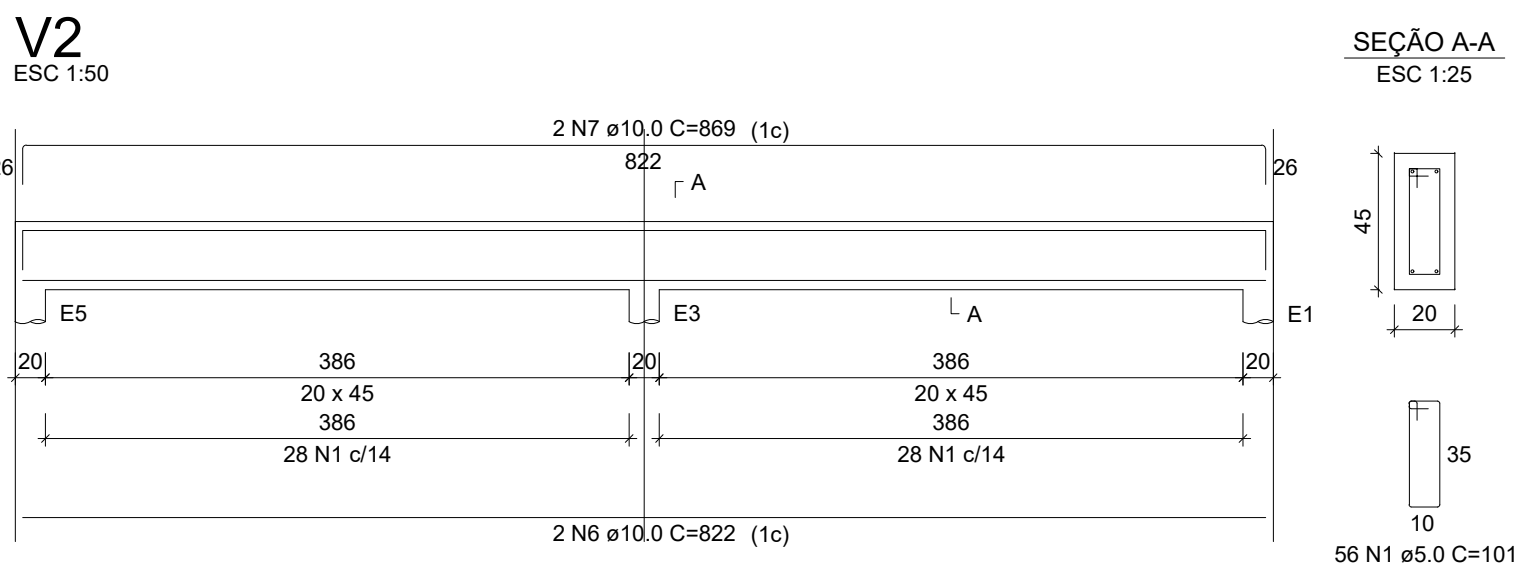 V2
ESC 1:50
SEÇÃO A-A
ESC 1:25
2 N7 ø10.0 C=869 (1c)
26
822
26
A
45
E5
E3
A
E1
20
20
386
20
386
20
20 x 45
20 x 45
386
386
28 N1 c/14
28 N1 c/14
35
10
2 N6 ø10.0 C=822 (1c)
56 N1 ø5.0 C=101